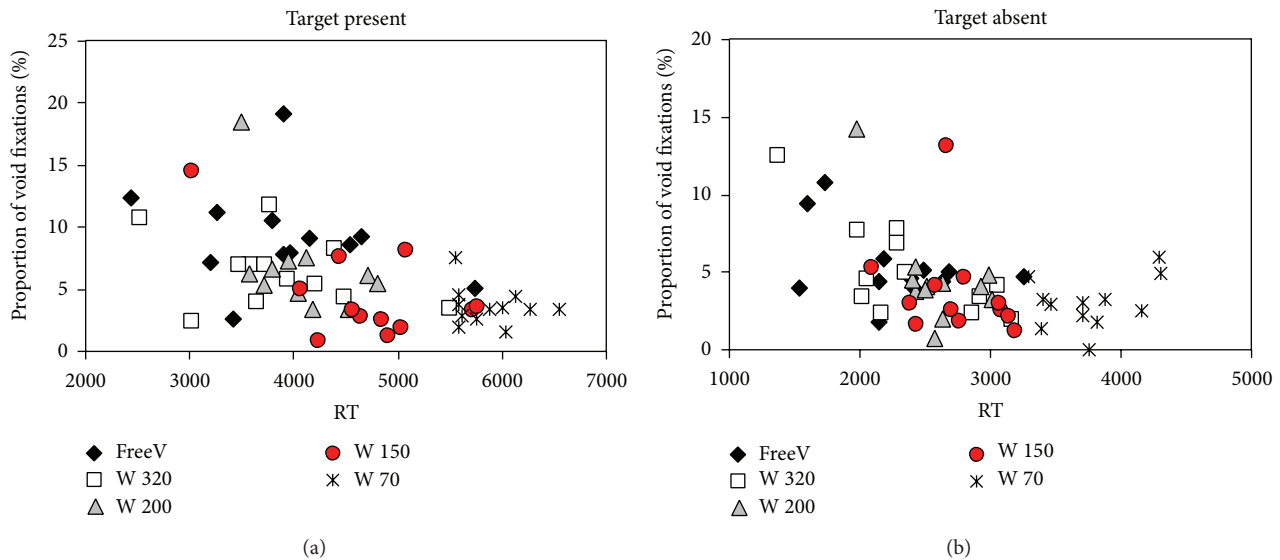 Target present
Proportion of void fixations (%)
25
20
15
10
5
0
2000 3000 4000 5000 6000 7000
RT
FreeV
W 320
W 200
W 150
W 70
(a)
Target absent
Proportion of void fixations (%)
20
15
10
5
0
1000 2000 3000 4000 5000
RT
FreeV
W 320
W 200
W 150
W 70
(b)